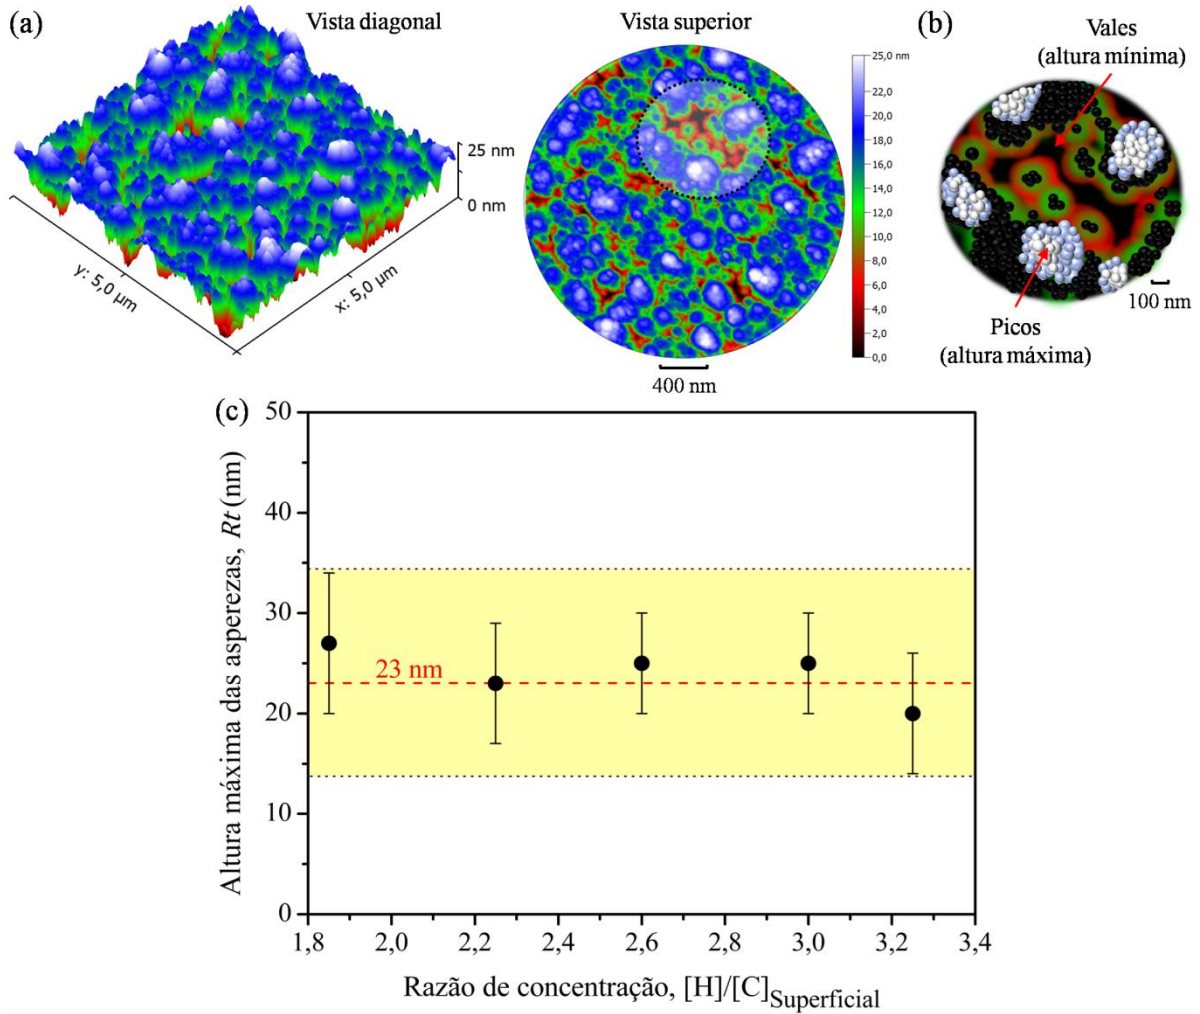 (a)
Vista diagonal
25 nm
0 nm
y: 5,0 µm
x: 5,0 µm
Vista superior
25,0 nm
22,0
20,0
18,0
16,0
14,0
12,0
10,0
8,0
6,0
4,0
2,0
0,0
400 nm
(b)
Vales
(altura mínima)
100 nm
Picos
(altura máxima)
(c)
Altura máxima das asperezas, Rt (nm)
50
40
30
20
10
0
23 nm
1,8
2,0
2,2
2,4
2,6
2,8
3,0
3,2
3,4
Razão de concentração, [H]/[C]Superficial